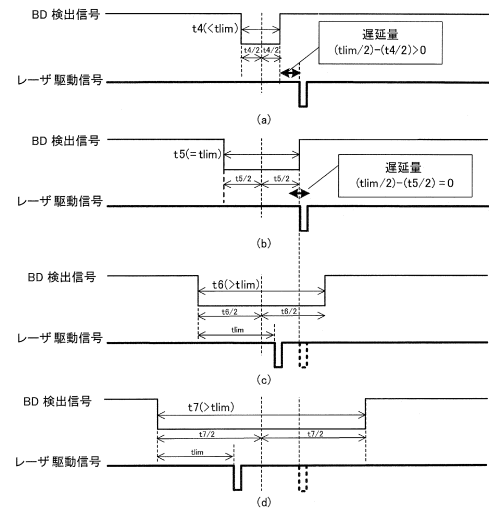 BD 検出信号
t4(<tlim)
t4/2 t4/2
遅延量
(tlim/2)-(t4/2)>0
レーザ駆動信号
(a)
BD 検出信号
t5(=tlim)
t5/2 t5/2
遅延量
(tlim/2)-(t5/2)=0
レーザ駆動信号
(b)
BD 検出信号
t6(>tlim)
t6/2 t6/2
tlim
レーザ駆動信号
(c)
BD 検出信号
t7(>tlim)
t7/2 t7/2
tlim
レーザ駆動信号
(d)